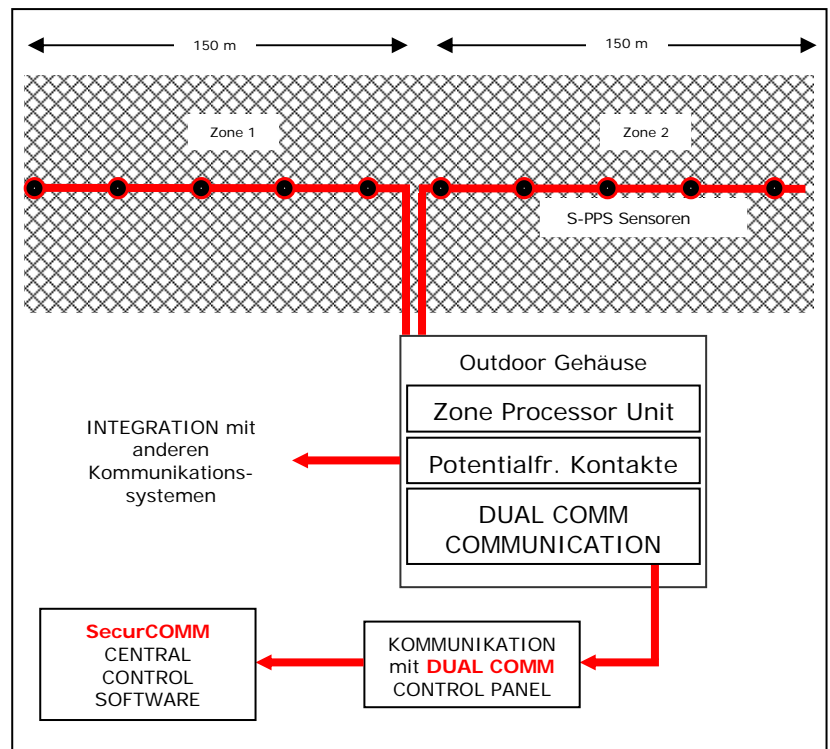 150 m
150 m
Zone 1
Zone 2
S-PPS Sensoren
Outdoor Gehäuse
Zone Processor Unit
Potentialfr. Kontakte
DUAL COMM
COMMUNICATION
INTEGRATION mit
anderen
Kommunikations-
systemen
SecurCOMM
CENTRAL
CONTROL
SOFTWARE
KOMMUNIKATION
mit DUAL COMM
CONTROL PANEL